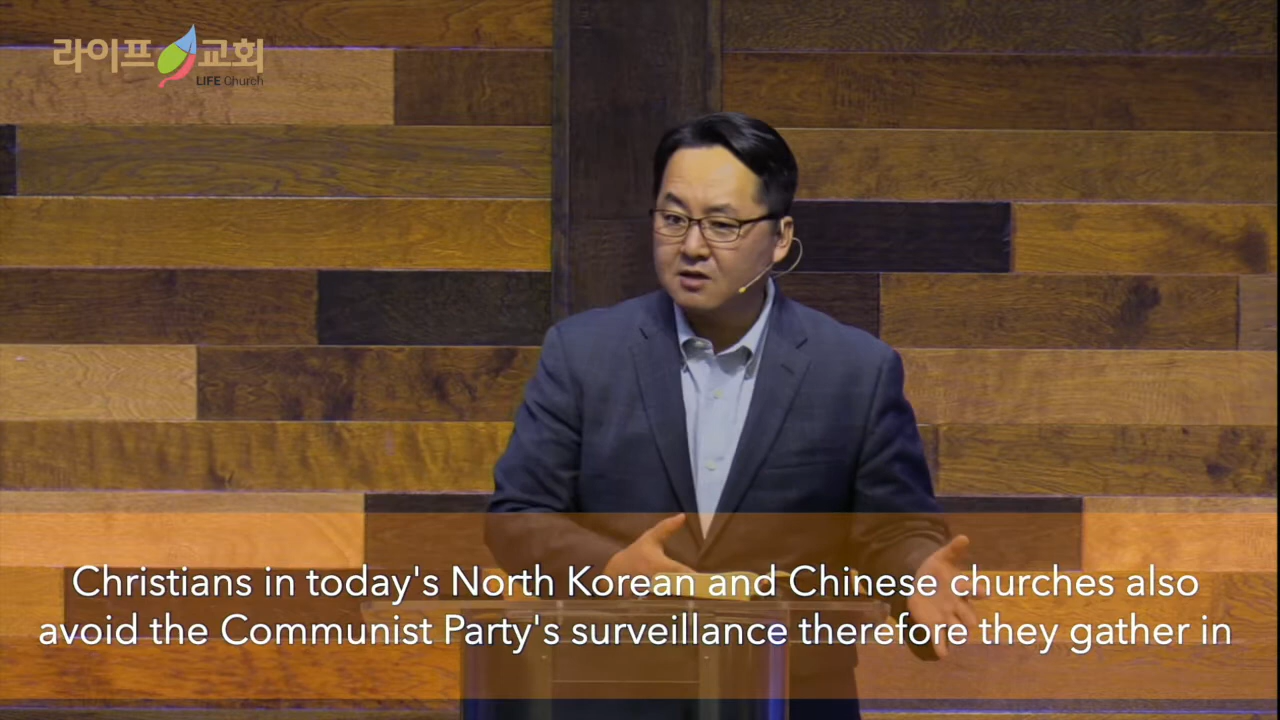 라이프 교회
LIFE Church
Christians in today's North Korean and Chinese churches also
avoid the Communist Party's surveillance therefore they gather in